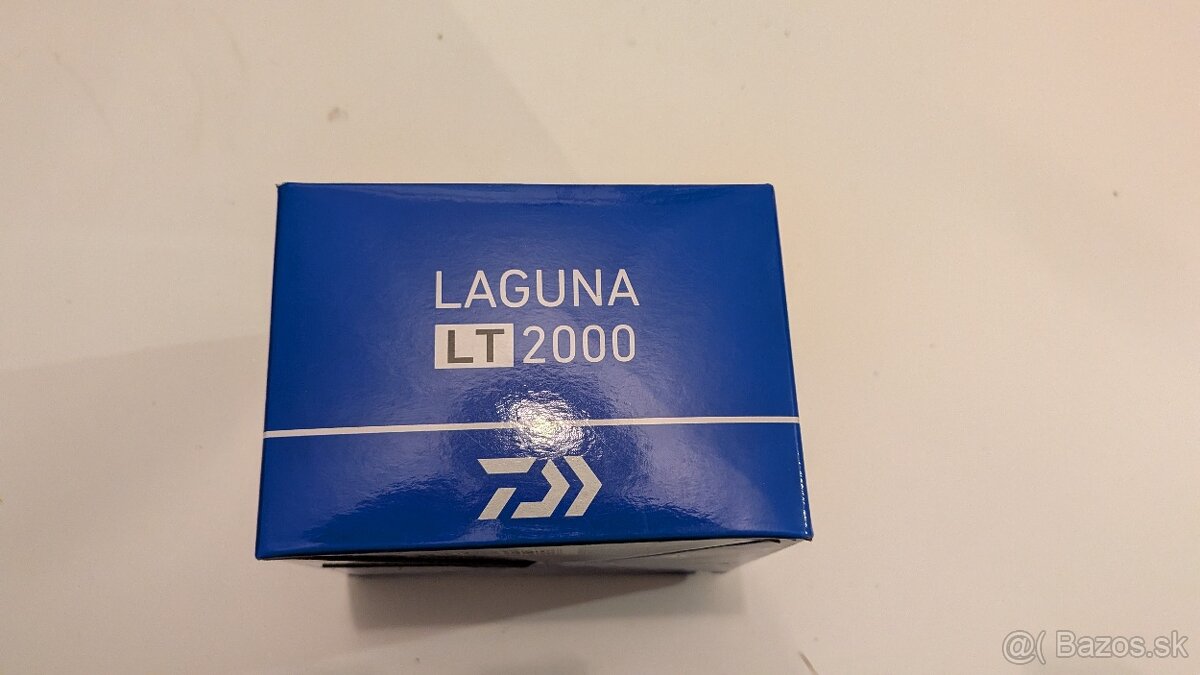 LAGUNA
LT 2000
@( Bazos.sk